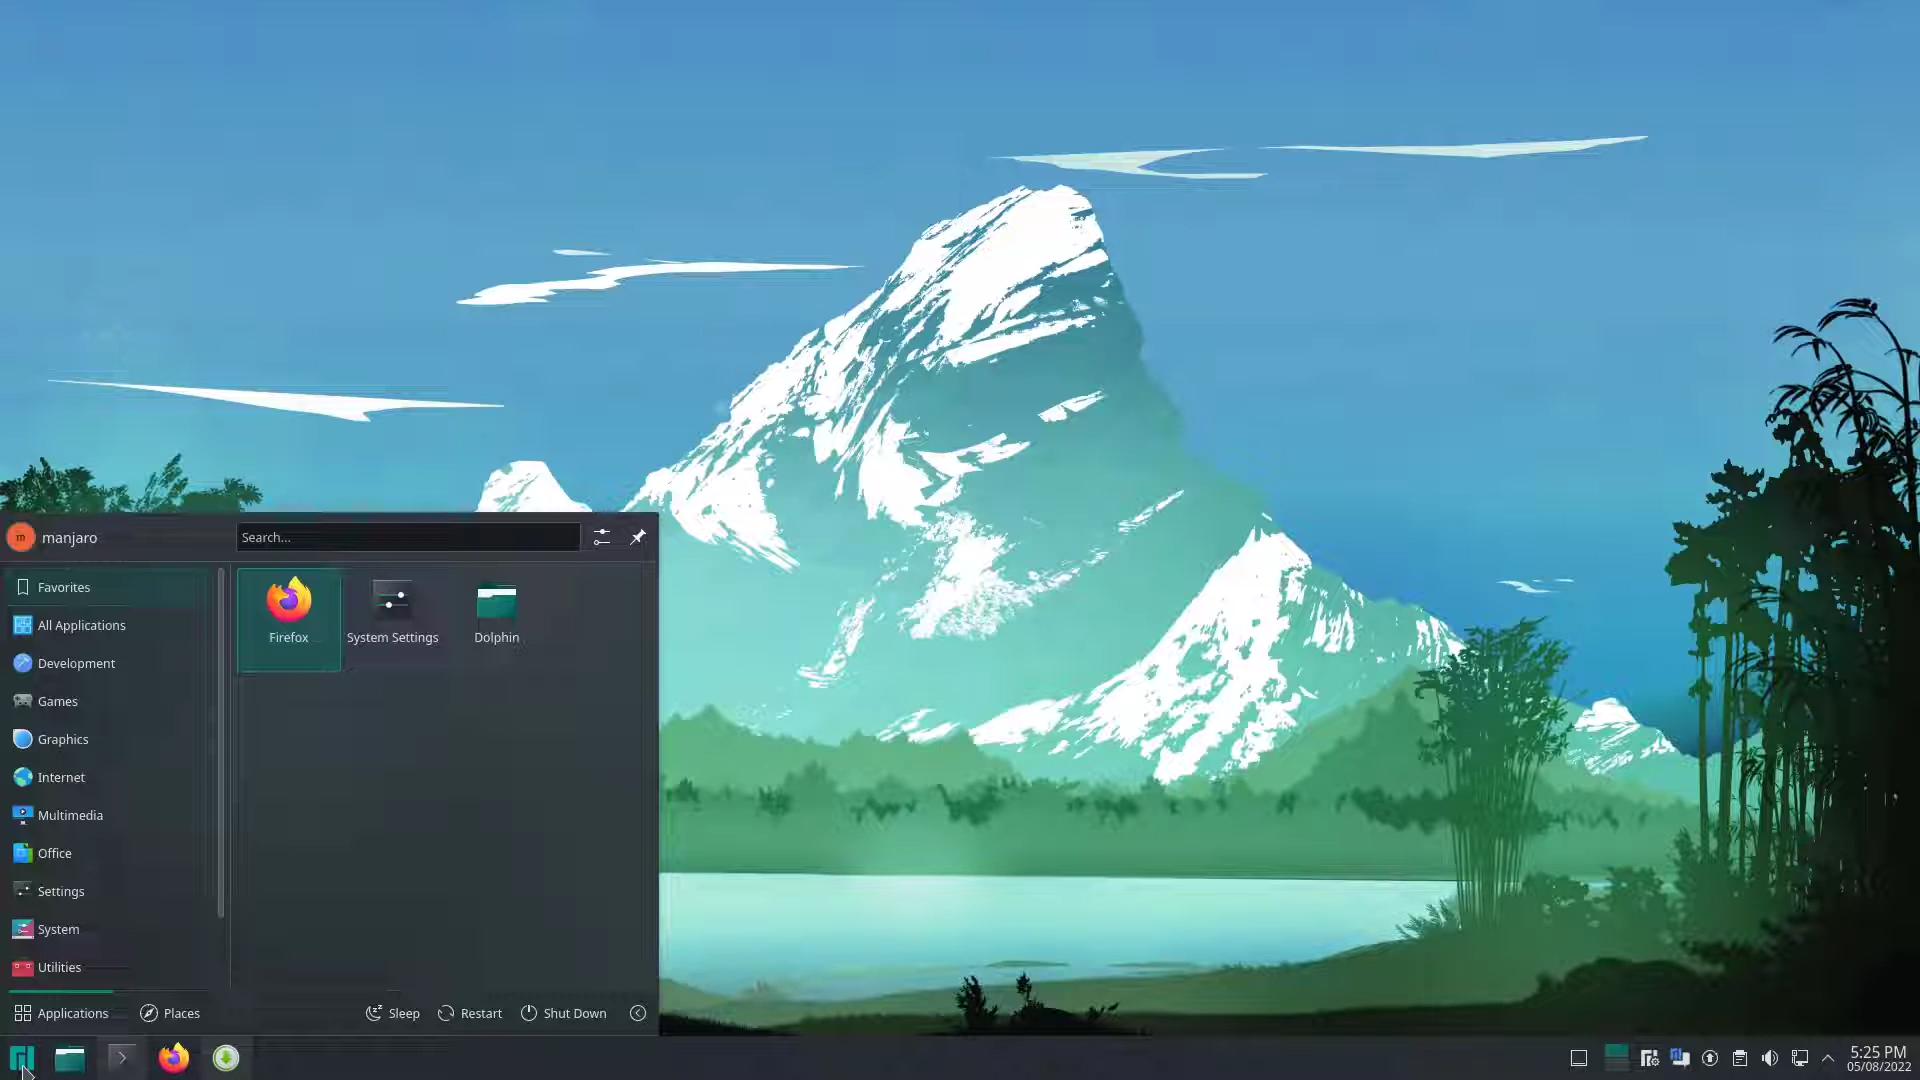 m manjaro Search...
Favorites
All Applications
Development
Games
Graphics
Internet
Multimedia
Office
Settings
System
Utilities
Firefox System Settings Dolphin
Applications Places Sleep Restart Shut Down
5:25 PM
05/08/2022